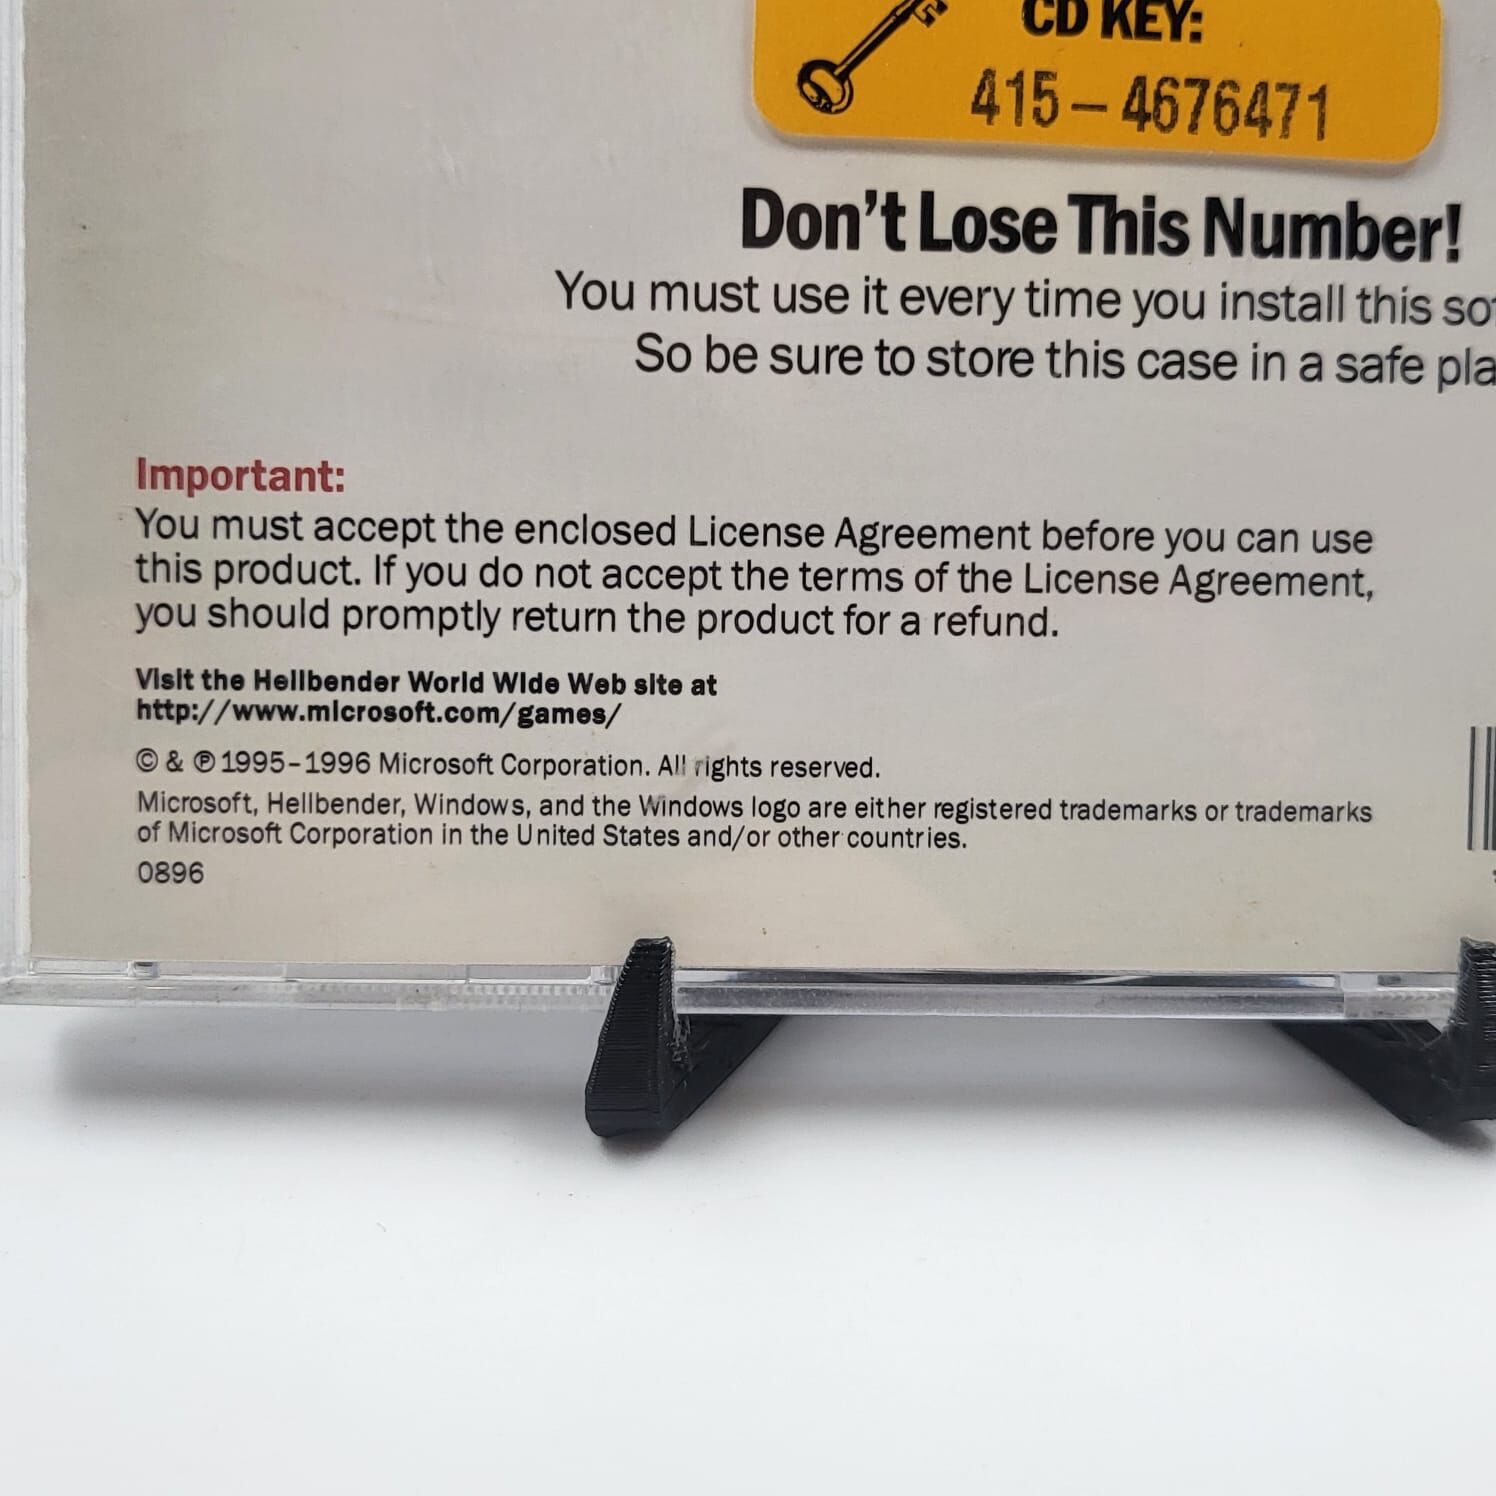 CD KEY:
415 – 4676471
Don't Lose This Number!
You must use it every time you install this
So be sure to store this case in a safe
Important:
You must accept the enclosed License Agreement before you can use
this product. If you do not accept the terms of the License Agreement,
you should promptly return the product for a refund.
Visit the Hellbender World Wide Web site at
http://www.microsoft.com/games/
© & ℗ 1995–1996 Microsoft Corporation. All rights reserved.
Microsoft, Hellbender, Windows, and the Windows logo are either registered trademarks or trademarks
of Microsoft Corporation in the United States and/or other countries.
0896